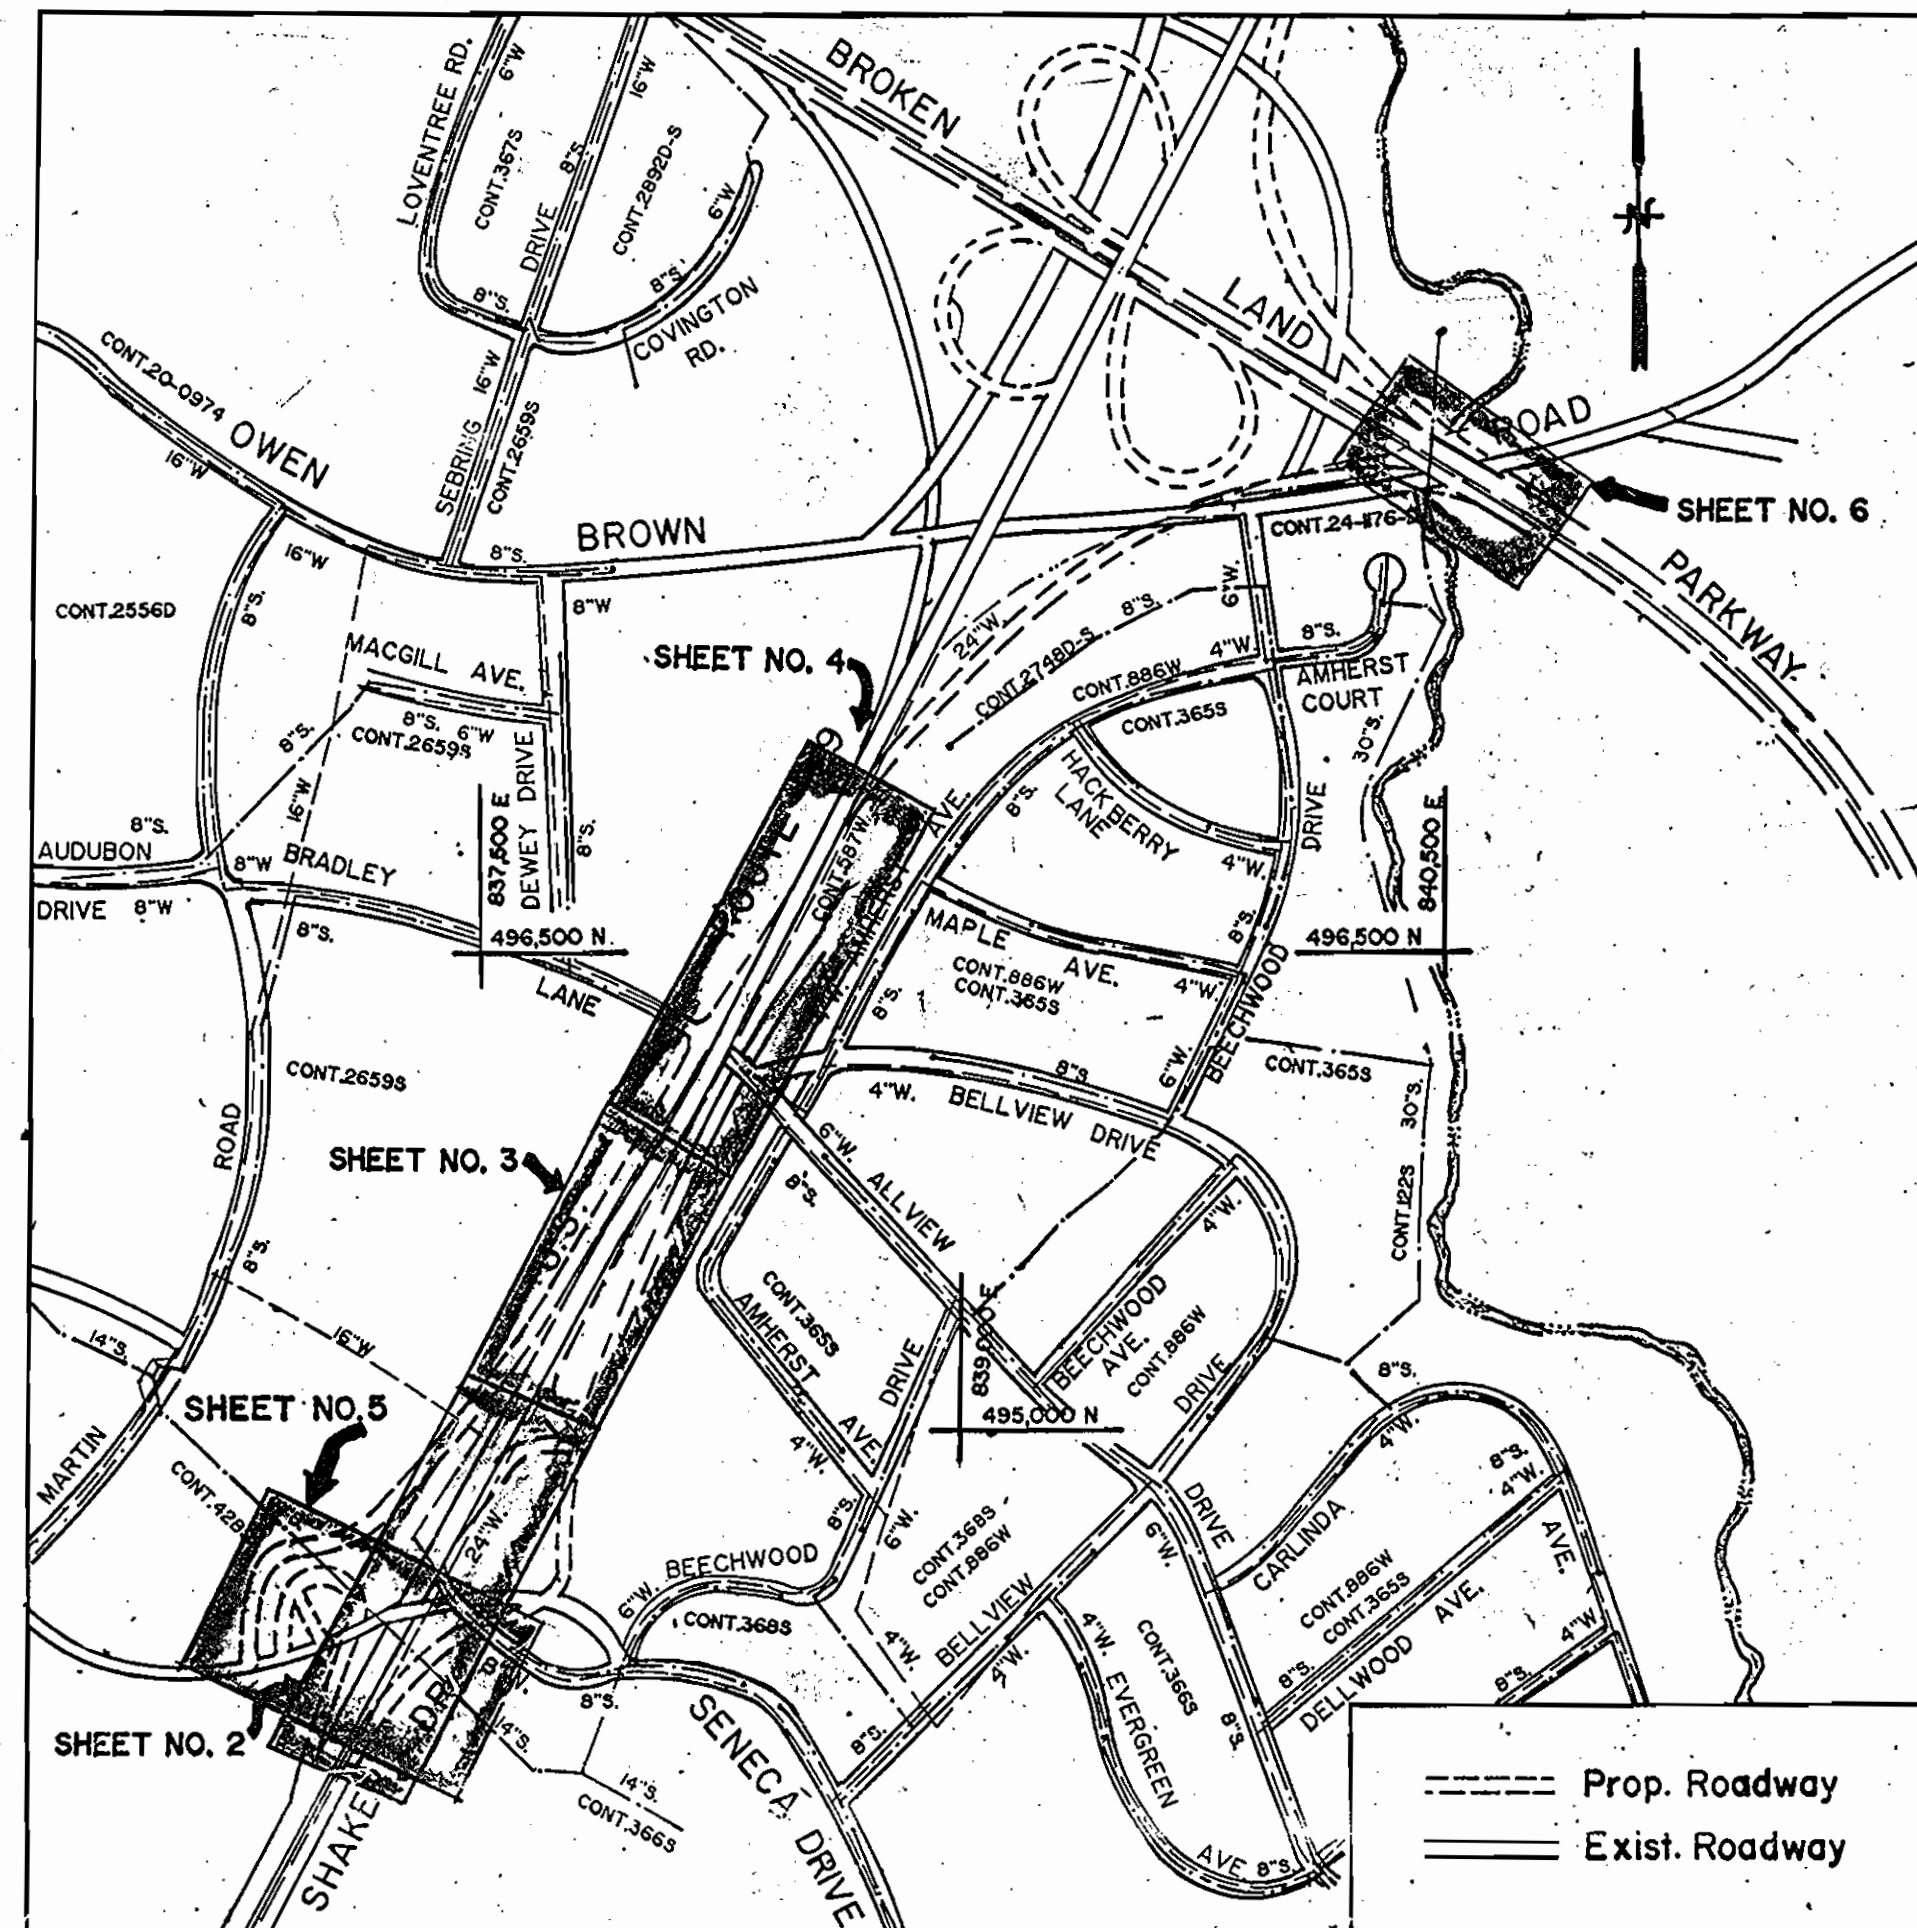 LOVENTREE RD.
6"W
16"W
CONT.367S
8"S.
CONT.2892D-S
6"W
DRIVE
8"S.
8"S.
COVINGTON
RD.
BROKEN
LAND
ROAD
PARKWAY
CONT.20-0974
OWEN
16"W
16"W
SEBRING
CONT.2659S
8"S.
BROWN
16"W
8"S.
8"W
CONT.2556D
MACGILL AVE.
8"S. 6"W
CONT.2659S
8"S.
16"W
DEWEY DRIVE
8"S.
837,500 E
496,500 N
8"S.
AUDUBON
DRIVE 8"W
8"W
BRADLEY
8"S.
LANE
CONT.2659S
ROAD
8"S.
SHEET NO. 6
CONT.24-1176-
6"W.
8"S.
24"W.
CONT.2748D-S
CONT.886W
4"W.
8"S.
AMHERST
COURT
CONT.365S
30"S.
SHEET NO. 4
HACKBERRY
LANE
8"S.
4"W.
DRIVE
840,500 E
496,500 N
ROUTE
CONT.587W.
AMHERST
AVE.
MAPLE
AVE.
CONT.886W
CONT.365S
8"S.
4"W.
8"S.
BEECHWOOD
6"W.
CONT.365S
30"S.
CONT.122S
8"S.
4"W.
BELLVIEW DRIVE
SHEET NO. 3
U.S.
6"W.
8"S.
ALLVIEW
4"W.
BEECHWOOD
AVE.
CONT.886W
DRIVE
CONT.365S
AMHERST
AVE.
4"W.
DRIVE
495,000 N
14"S.
16"W
SHEET NO. 5
MARTIN
CONT.428
24"W.
8"S.
6"W.
BEECHWOOD
6"W.
CONT.368S
CONT.368S
CONT.886W
4"W.
BELLVIEW
4"W.
8"S.
DRIVE
6"W.
8"S.
4"W.
8"S.
4"W.
CARLINDA
AVE.
CONT.886W
CONT.365S
8"S.
DELLWOOD
AVE.
4"W.
8"S.
4"W.
EVERGREEN
AVE. 8"S.
CONT.366S
8"S.
SHEET NO. 2
DR.
8"S.
14"S.
14"S.
CONT.366S
SENECA DRIVE
SHAKE
Prop. Roadway
Exist. Roadway